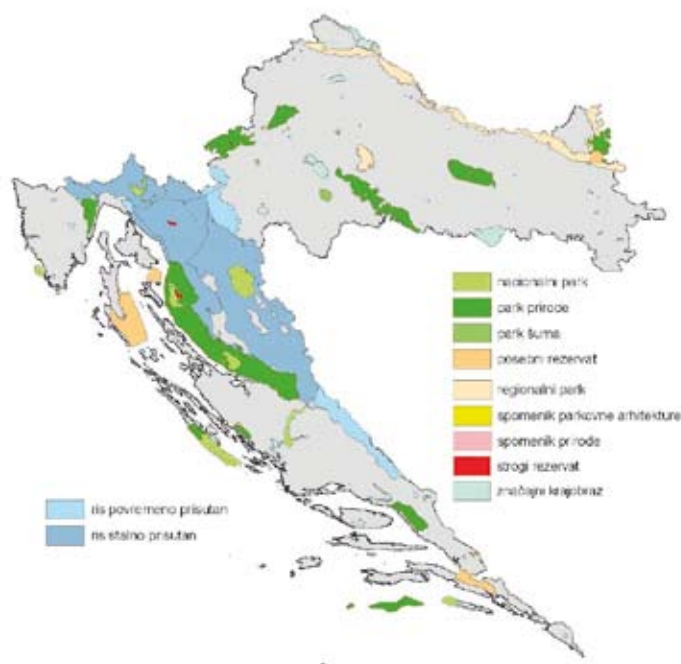 nacionalni park
park prirode
park šuma
posebni rezervat
regionalni park
spomenik parkovne arhitekture
spomenik prirode
strogi rezervat
značajni krajobraz
ris povremeno prisutan
ris stalno prisutan